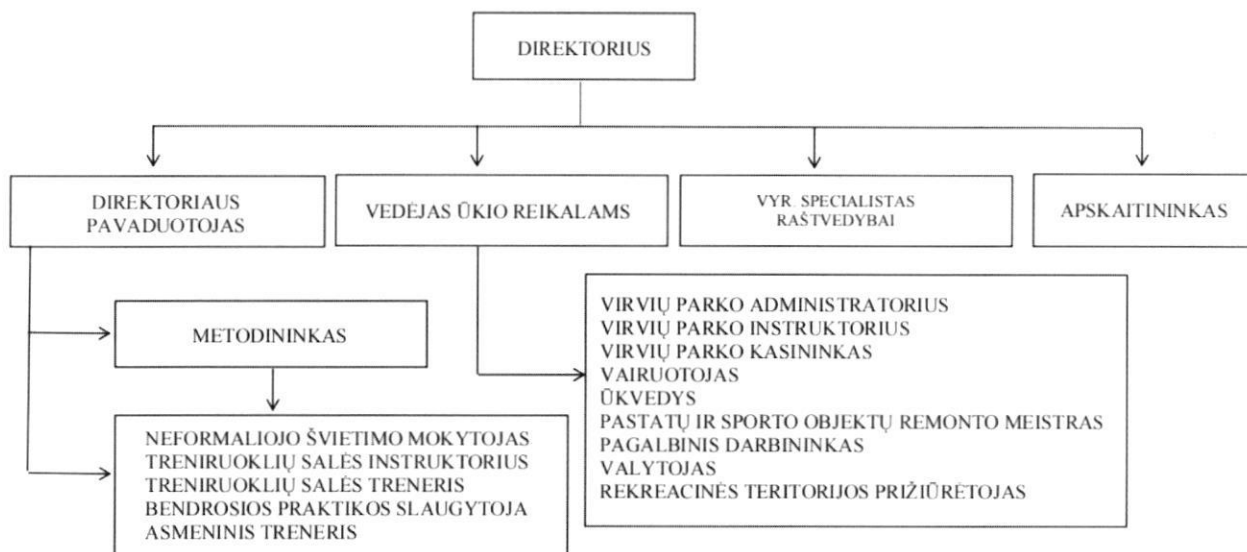 DIREKTORIUS
DIREKTORIAUS
PAVADUOTOJAS
VEDĖJAS ŪKIO REIKALAMS
VYR SPECIALISTAS
RAŠTVEDYBAI
APSKAITININKAS
METODININKAS
NEFORMALIOJO ŠVIETIMO MOKYTOJAS
TRENIRUOKLIŲ SALĖS INSTRUKTORIUS
TRENIRUOKLIŲ SALĖS TRENERIS
BENDROSIOS PRAKTIKOS SLAUGYTOJA
ASMENINIS TRENERIS
VIRVIŲ PARKO ADMINISTRATORIUS
VIRVIŲ PARKO INSTRUKTORIUS
VIRVIŲ PARKO KASININKAS
VAIRUOTOJAS
ŪKVEDYS
PASTATŲ IR SPORTO OBJEKTŲ REMONTO MEISTRAS
PAGALBINIS DARBININKAS
VALYTOJAS
REKREACINĖS TERITORIJOS PRIŽIŪRĖTOJAS